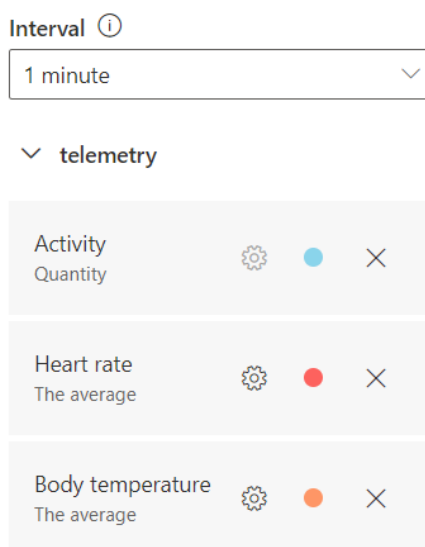 Interval
1 minute
telemetry
Activity
Quantity
Heart rate
The average
Body temperature
The average